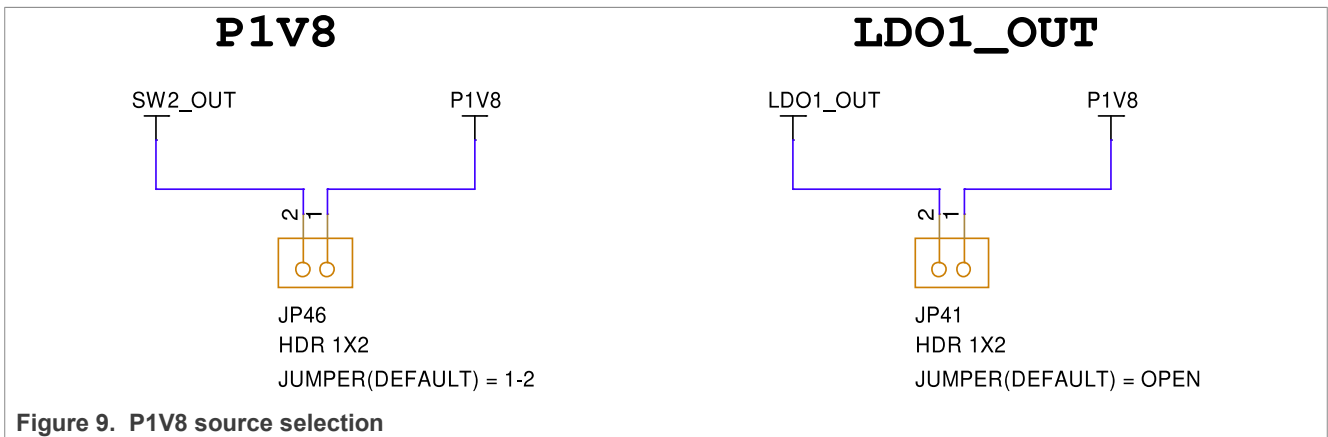 P1V8
SW2_OUT
P1V8
2
1
JP46
HDR 1X2
JUMPER(DEFAULT) = 1-2
LDO1_OUT
LDO1_OUT
P1V8
2
1
JP41
HDR 1X2
JUMPER(DEFAULT) = OPEN
Figure 9. P1V8 source selection